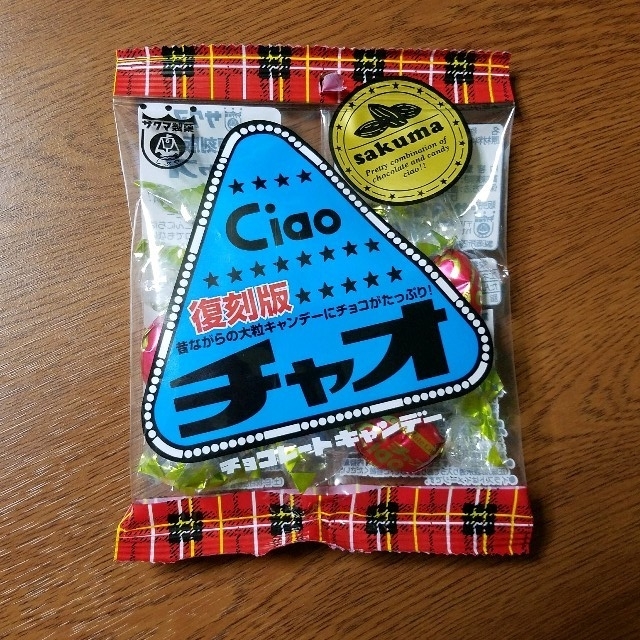 サクマ製菓
sakuma
Pretty combination of
chocolate and candy
ciao!!
Ciao
復刻版
昔ながらの大粒キャンデーにチョコがたっぷり!
チャオ
チョコレートキャンデー